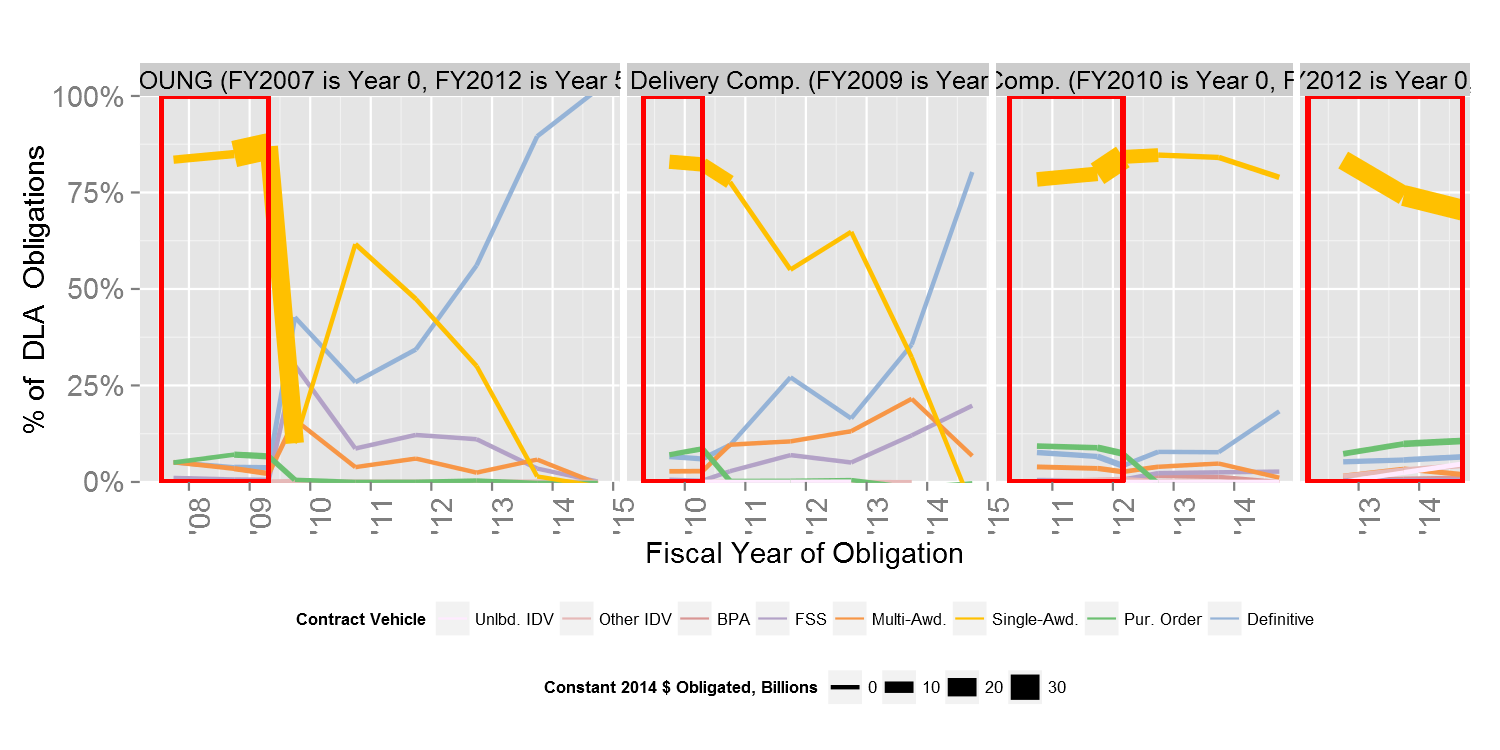 OUNG (FY2007 is Year 0, FY2012 is Year 5
Delivery Comp. (FY2009 is Year
Comp. (FY2010 is Year 0, F
Y2012 is Year 0,
100%
75%
50%
25%
0%
% of DLA Obligations
'08 '09 '10 '11 '12 '13 '14 '15
'10 '11 '12 '13 '14 '15
'11 '12 '13 '14
'13 '14
Fiscal Year of Obligation
Contract Vehicle Unlbd. IDV Other IDV BPA FSS Multi-Awd. Single-Awd. Pur. Order Definitive
Constant 2014 $ Obligated, Billions 0 10 20 30